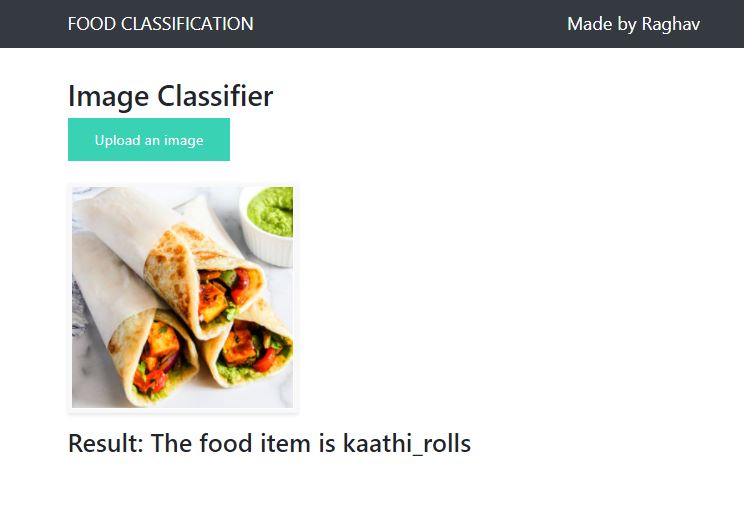 FOOD CLASSIFICATION Made by Raghav
Image Classifier
Upload an image
Result: The food item is kaathi_rolls